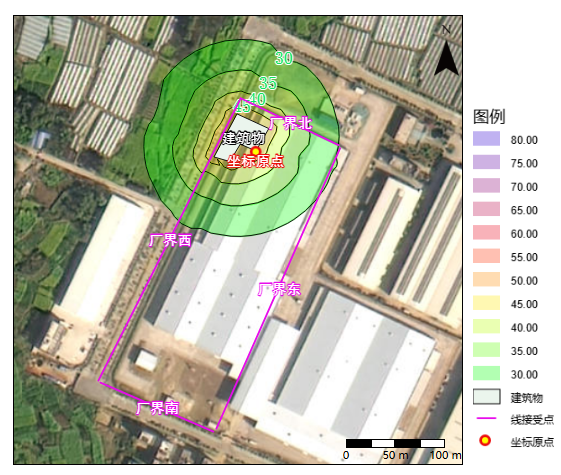 N
30
35
40
45
厂界北
建筑物
坐标原点
厂界西
厂界东
厂界南
0 50 m 100 m
图例
80.00
75.00
70.00
65.00
60.00
55.00
50.00
45.00
40.00
35.00
30.00
建筑物
线接受点
坐标原点